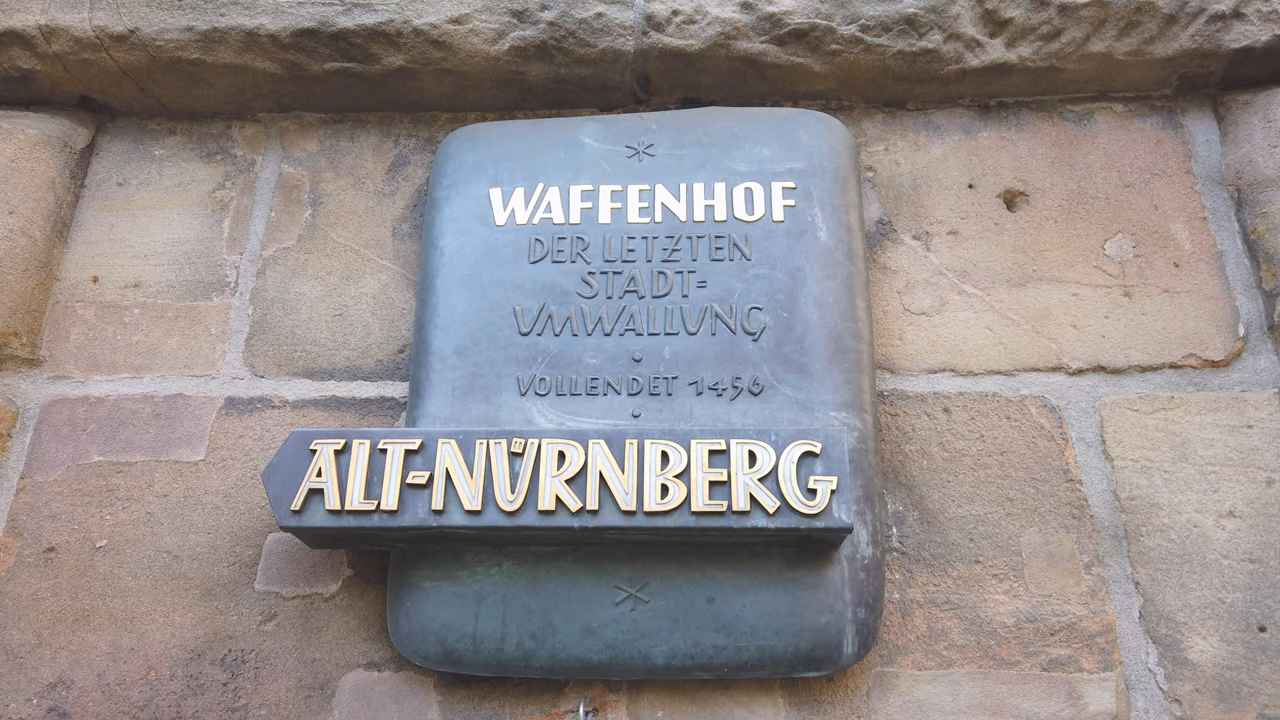 WAFFENHOF
DER LETZTEN
STADT-
UMWALLUNG
VOLLENDET 1456
ALT-NÜRNBERG